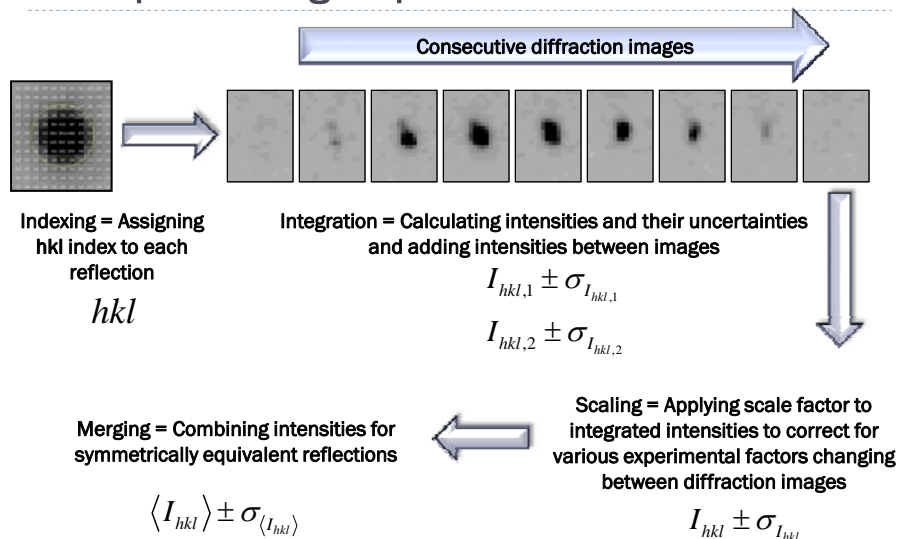 Consecutive diffraction images
Indexing = Assigning
hkl index to each
reflection
hkl
Integration = Calculating intensities and their uncertainties
and adding intensities between images
I_{hkl,1} ± σ_{I_{hkl,1}}
I_{hkl,2} ± σ_{I_{hkl,2}}
Scaling = Applying scale factor to
integrated intensities to correct for
various experimental factors changing
between diffraction images
I_{hkl} ± σ_{I_{hkl}}
Merging = Combining intensities for
symmetrically equivalent reflections
⟨I_{hkl}⟩ ± σ_{⟨I_{hkl}⟩}